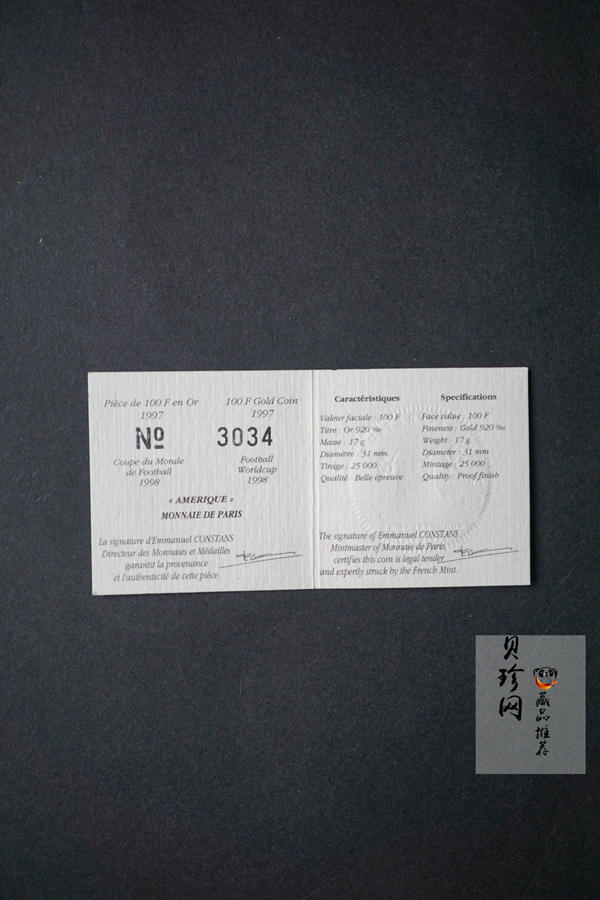 Pièce de 100 F en Or
1997
100 F Gold Coin
1997
Nº 3034
Coupe du Monde
de Football
1998
Football
Worldcup
1998
« AMERIQUE »
MONNAIE DE PARIS
La signature d'Emmanuel CONSTANS
Directeur des Monnaies et Médailles
garantit la provenance
et l'authenticité de cette pièce.
Caractéristiques
Valeur faciale : 100 F
Titre : Or 920 ‰
Masse : 17 g
Diamètre : 31 mm
Tirage : 25 000
Qualité : Belle épreuve
Specifications
Face value : 100 F
Fineness : Gold 920 ‰
Weight : 17 g
Diameter : 31 mm
Mintage : 25 000
Quality : Proof finish
The signature of Emmanuel CONSTANS
Mintmaster of Monnaie de Paris,
certifies this coin is legal tender
and expertly struck by the French Mint.
贝珍网
藏品推荐